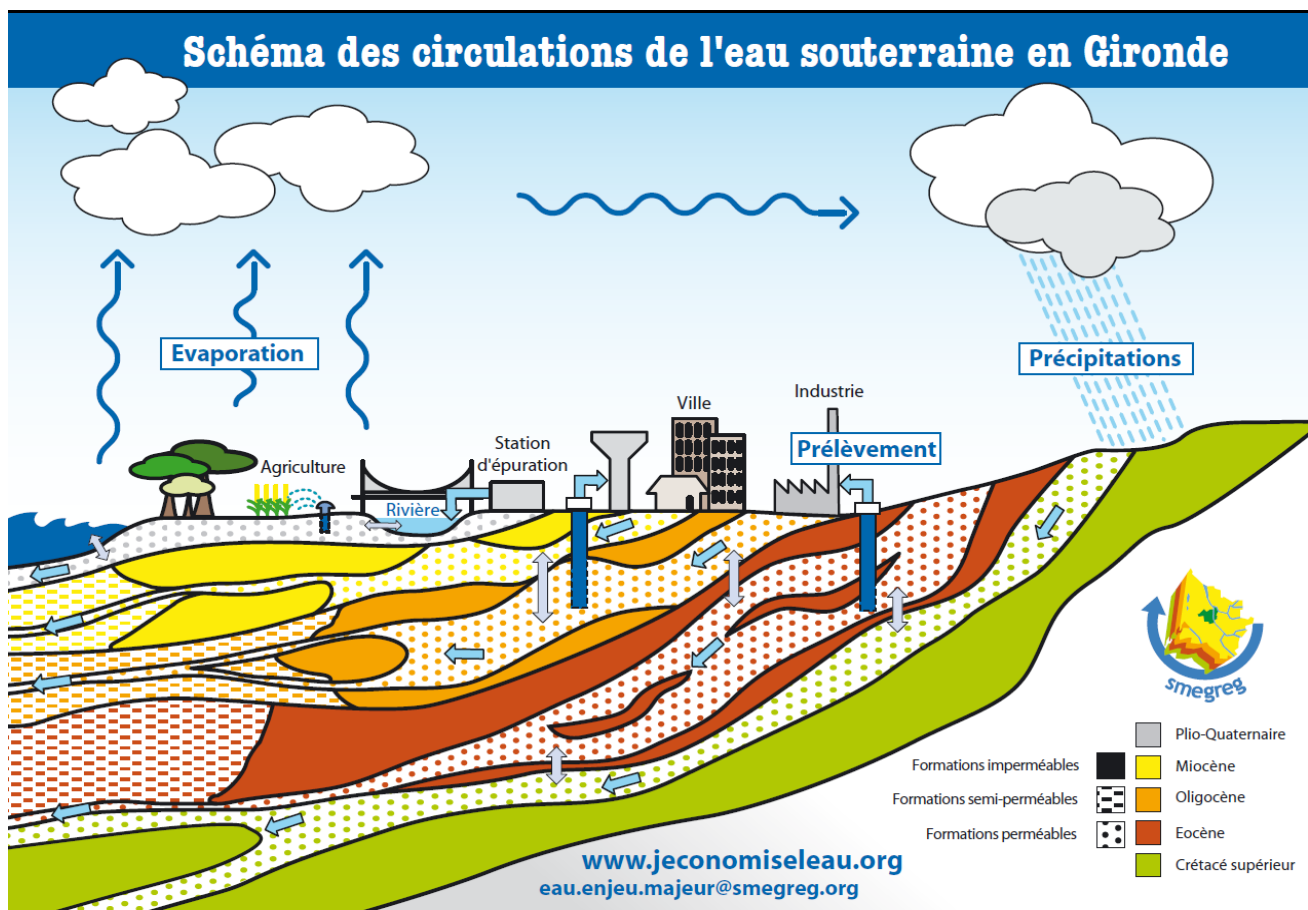 Schéma des circulations de l'eau souterraine en Gironde
Evaporation
Précipitations
Industrie
Ville
Prélèvement
Station
d'épuration
Agriculture
Rivière
smegreg
Plio-Quaternaire
Formations imperméables
Miocène
Formations semi-perméables
Oligocène
Formations perméables
Eocène
Crétacé supérieur
www.jeconomiseleau.org
eau.enjeu.majeur@smegreg.org